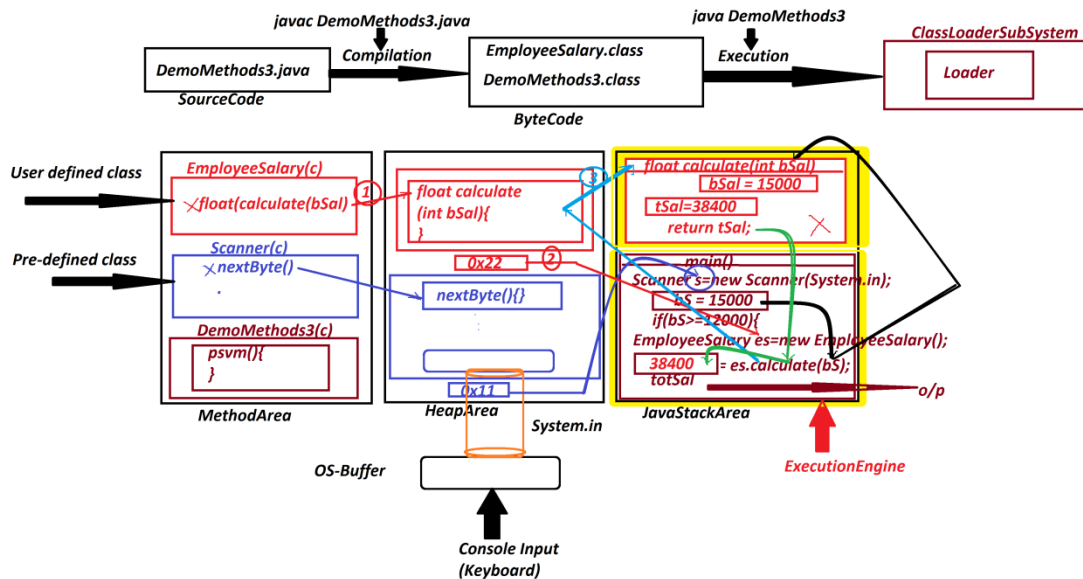 javac DemoMethods3.java
java DemoMethods3
Compilation
Execution
ClassLoaderSubSystem
DemoMethods3.java
SourceCode
EmployeeSalary.class
DemoMethods3.class
ByteCode
Loader
User defined class
Pre-defined class
EmployeeSalary(c)
float(calculate(bSal)
1
Scanner(c)
nextByte()
.
DemoMethods3(c)
psvm(){
}
MethodArea
float calculate
(int bSal){
}
0x22
2
3
nextByte(){}
:
0x11
HeapArea
System.in
float calculate(int bSal)
bSal = 15000
tSal=38400
return tSal;
main()
Scanner s=new Scanner(System.in);
bS = 15000
if(bS>=12000){
EmployeeSalary es=new EmployeeSalary();
38400 = es.calculate(bS);
totSal
o/p
JavaStackArea
ExecutionEngine
OS-Buffer
Console Input
(Keyboard)